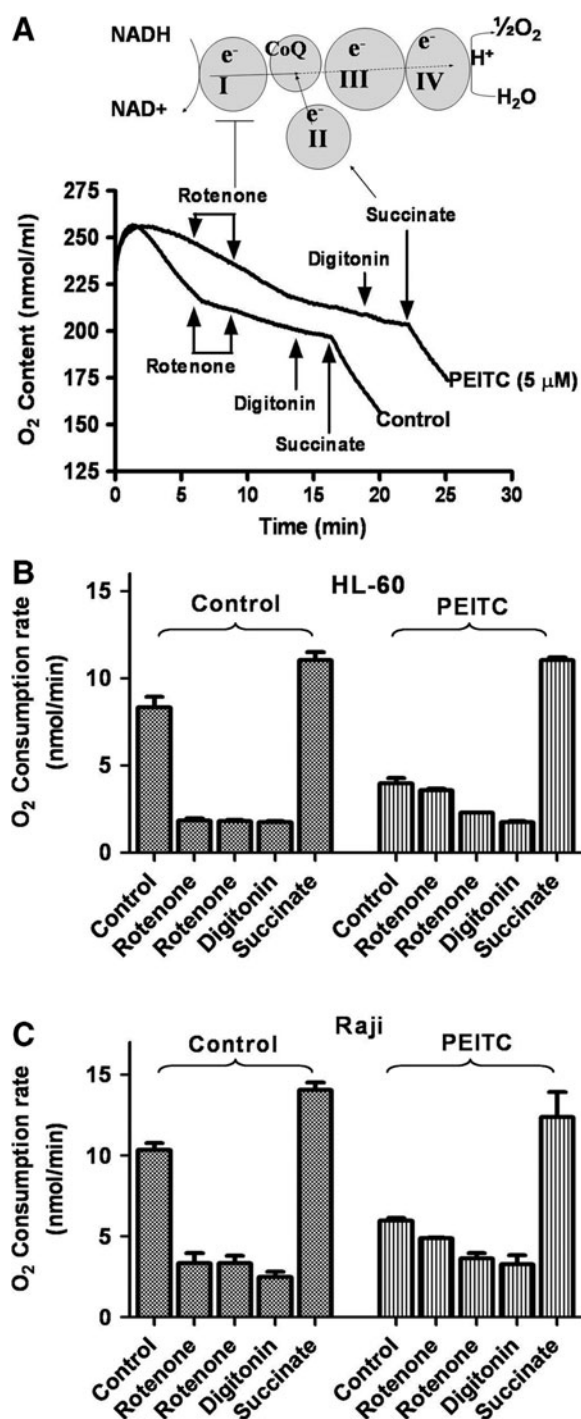 A
NADH
NAD+
e-
I
CoQ
e-
III
e-
IV
e-
II
½O2
H+
H2O
275
250
225
200
175
150
125
O2 Content (nmol/ml)
Rotenone
Succinate
Digitonin
Rotenone
Digitonin
Succinate
PEITC (5 µM)
Control
0 5 10 15 20 25 30
Time (min)
B
HL-60
Control
PEITC
15
10
5
0
O2 Consumption rate
(nmol/min)
Control
Rotenone
Rotenone
Digitonin
Succinate
Control
Rotenone
Rotenone
Digitonin
Succinate
C
Raji
Control
PEITC
15
10
5
0
O2 Consumption rate
(nmol/min)
Control
Rotenone
Rotenone
Digitonin
Succinate
Control
Rotenone
Rotenone
Digitonin
Succinate